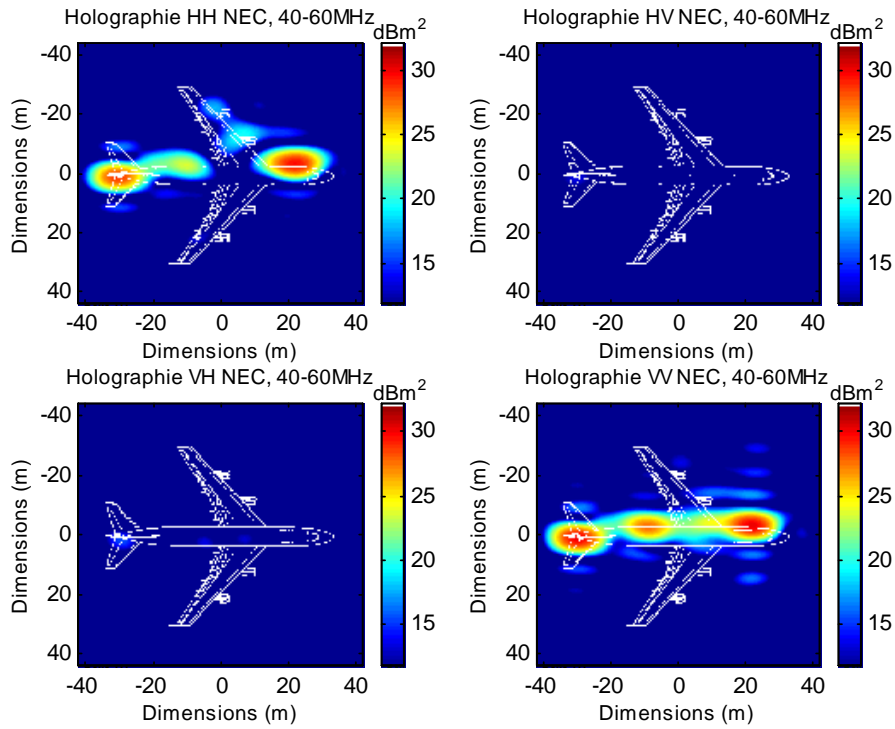 Holographie HH NEC, 40-60MHz
dBm²
-40
-20
0
20
40
Dimensions (m)
-40 -20 0 20 40
Dimensions (m)
30
25
20
15
Holographie HV NEC, 40-60MHz
dBm²
-40
-20
0
20
40
Dimensions (m)
-40 -20 0 20 40
Dimensions (m)
30
25
20
15
Holographie VH NEC, 40-60MHz
dBm²
-40
-20
0
20
40
Dimensions (m)
-40 -20 0 20 40
Dimensions (m)
30
25
20
15
Holographie VV NEC, 40-60MHz
dBm²
-40
-20
0
20
40
Dimensions (m)
-40 -20 0 20 40
Dimensions (m)
30
25
20
15